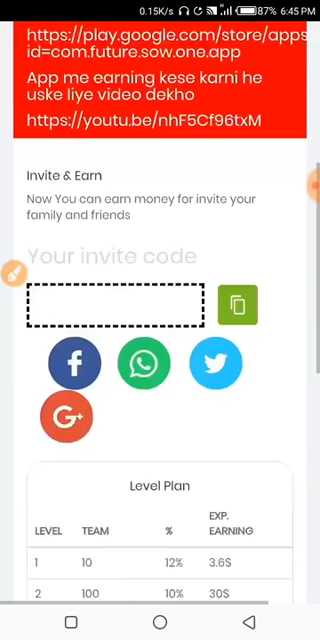 0.15K/s 87% 6:45 PM
https://play.google.com/store/apps
id=com.future.sow.one.app
App me earning kese karni he
uske liye video dekho
https://youtu.be/nhF5Cf96txM
Invite & Earn
Now You can earn money for invite your
family and friends
Your invite code
Level Plan
LEVEL TEAM % EXP. EARNING
1 10 12% 3.6$
2 100 10% 30$